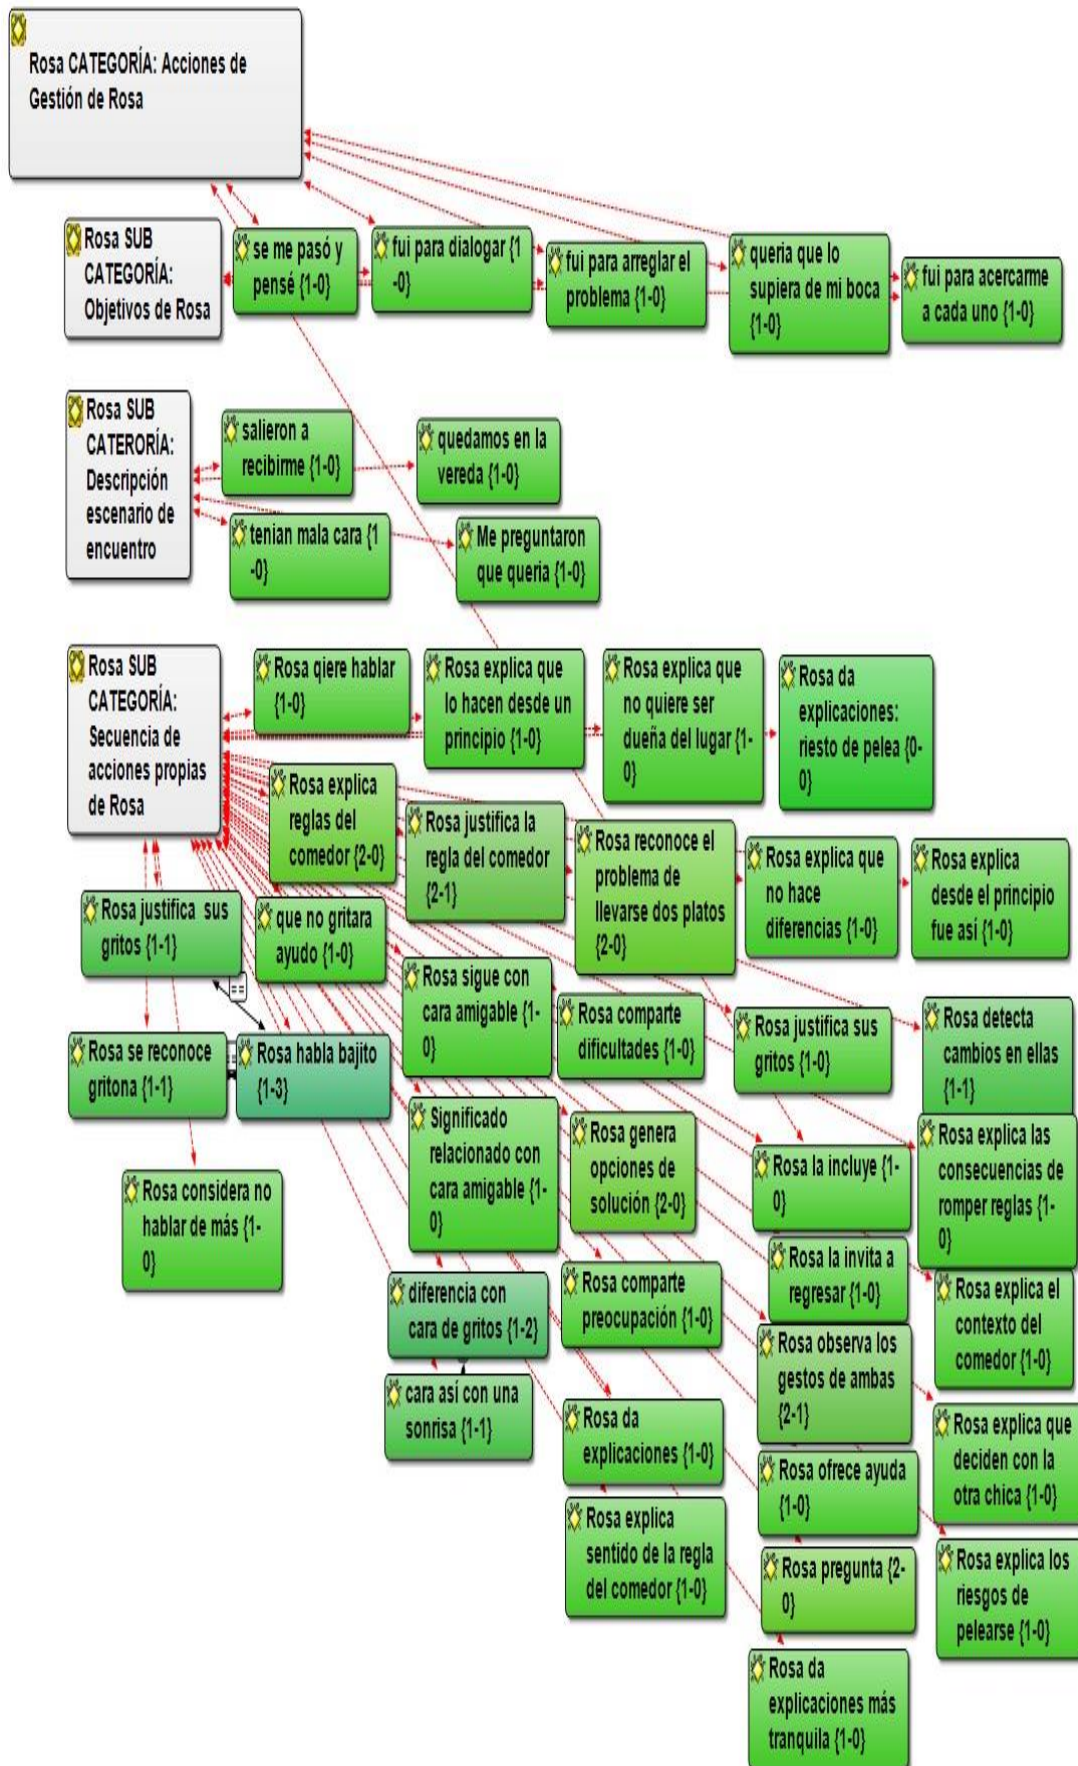 Rosa CATEGORÍA: Acciones de
Gestión de Rosa
Rosa SUB
CATEGORÍA:
Objetivos de Rosa
se me pasó y
pensé {1-0}
fui para dialogar {1
-0}
fui para arreglar el
problema {1-0}
queria que lo
supiera de mi boca
{1-0}
fui para acercarme
a cada uno {1-0}
Rosa SUB
CATERORÍA:
Descripción
escenario de
encuentro
salieron a
recibirme {1-0}
quedamos en la
vereda {1-0}
tenian mala cara {1
-0}
Me preguntaron
que queria {1-0}
Rosa SUB
CATEGORÍA:
Secuencia de
acciones propias
de Rosa
Rosa qiere hablar
{1-0}
Rosa explica que
lo hacen desde un
principio {1-0}
Rosa explica que
no quiere ser
dueña del lugar {1-
0}
Rosa da
explicaciones:
riesto de pelea {0-
0}
Rosa explica
reglas del
comedor {2-0}
Rosa justifica la
regla del comedor
{2-1}
Rosa reconoce el
problema de
llevarse dos platos
{2-0}
Rosa explica que
no hace
diferencias {1-0}
Rosa explica
desde el principio
fue así {1-0}
Rosa justifica sus
gritos {1-1}
que no gritara
ayudo {1-0}
Rosa sigue con
cara amigable {1-
0}
Rosa comparte
dificultades {1-0}
Rosa justifica sus
gritos {1-0}
Rosa detecta
cambios en ellas
{1-1}
==
Rosa se reconoce
gritona {1-1}
Rosa habla bajito
{1-3}
Significado
relacionado con
cara amigable {1-
0}
Rosa genera
opciones de
solución {2-0}
Rosa la incluye {1-
0}
Rosa explica las
consecuencias de
romper reglas {1-
0}
Rosa considera no
hablar de más {1-
0}
diferencia con
cara de gritos {1-2}
Rosa comparte
preocupación {1-0}
Rosa la invita a
regresar {1-0}
Rosa explica el
contexto del
comedor {1-0}
Rosa observa los
gestos de ambas
{2-1}
cara así con una
sonrisa {1-1}
Rosa da
explicaciones {1-0}
Rosa explica que
deciden con la
otra chica {1-0}
Rosa ofrece ayuda
{1-0}
Rosa explica
sentido de la regla
del comedor {1-0}
Rosa pregunta {2-
0}
Rosa explica los
riesgos de
pelearse {1-0}
Rosa da
explicaciones más
tranquila {1-0}